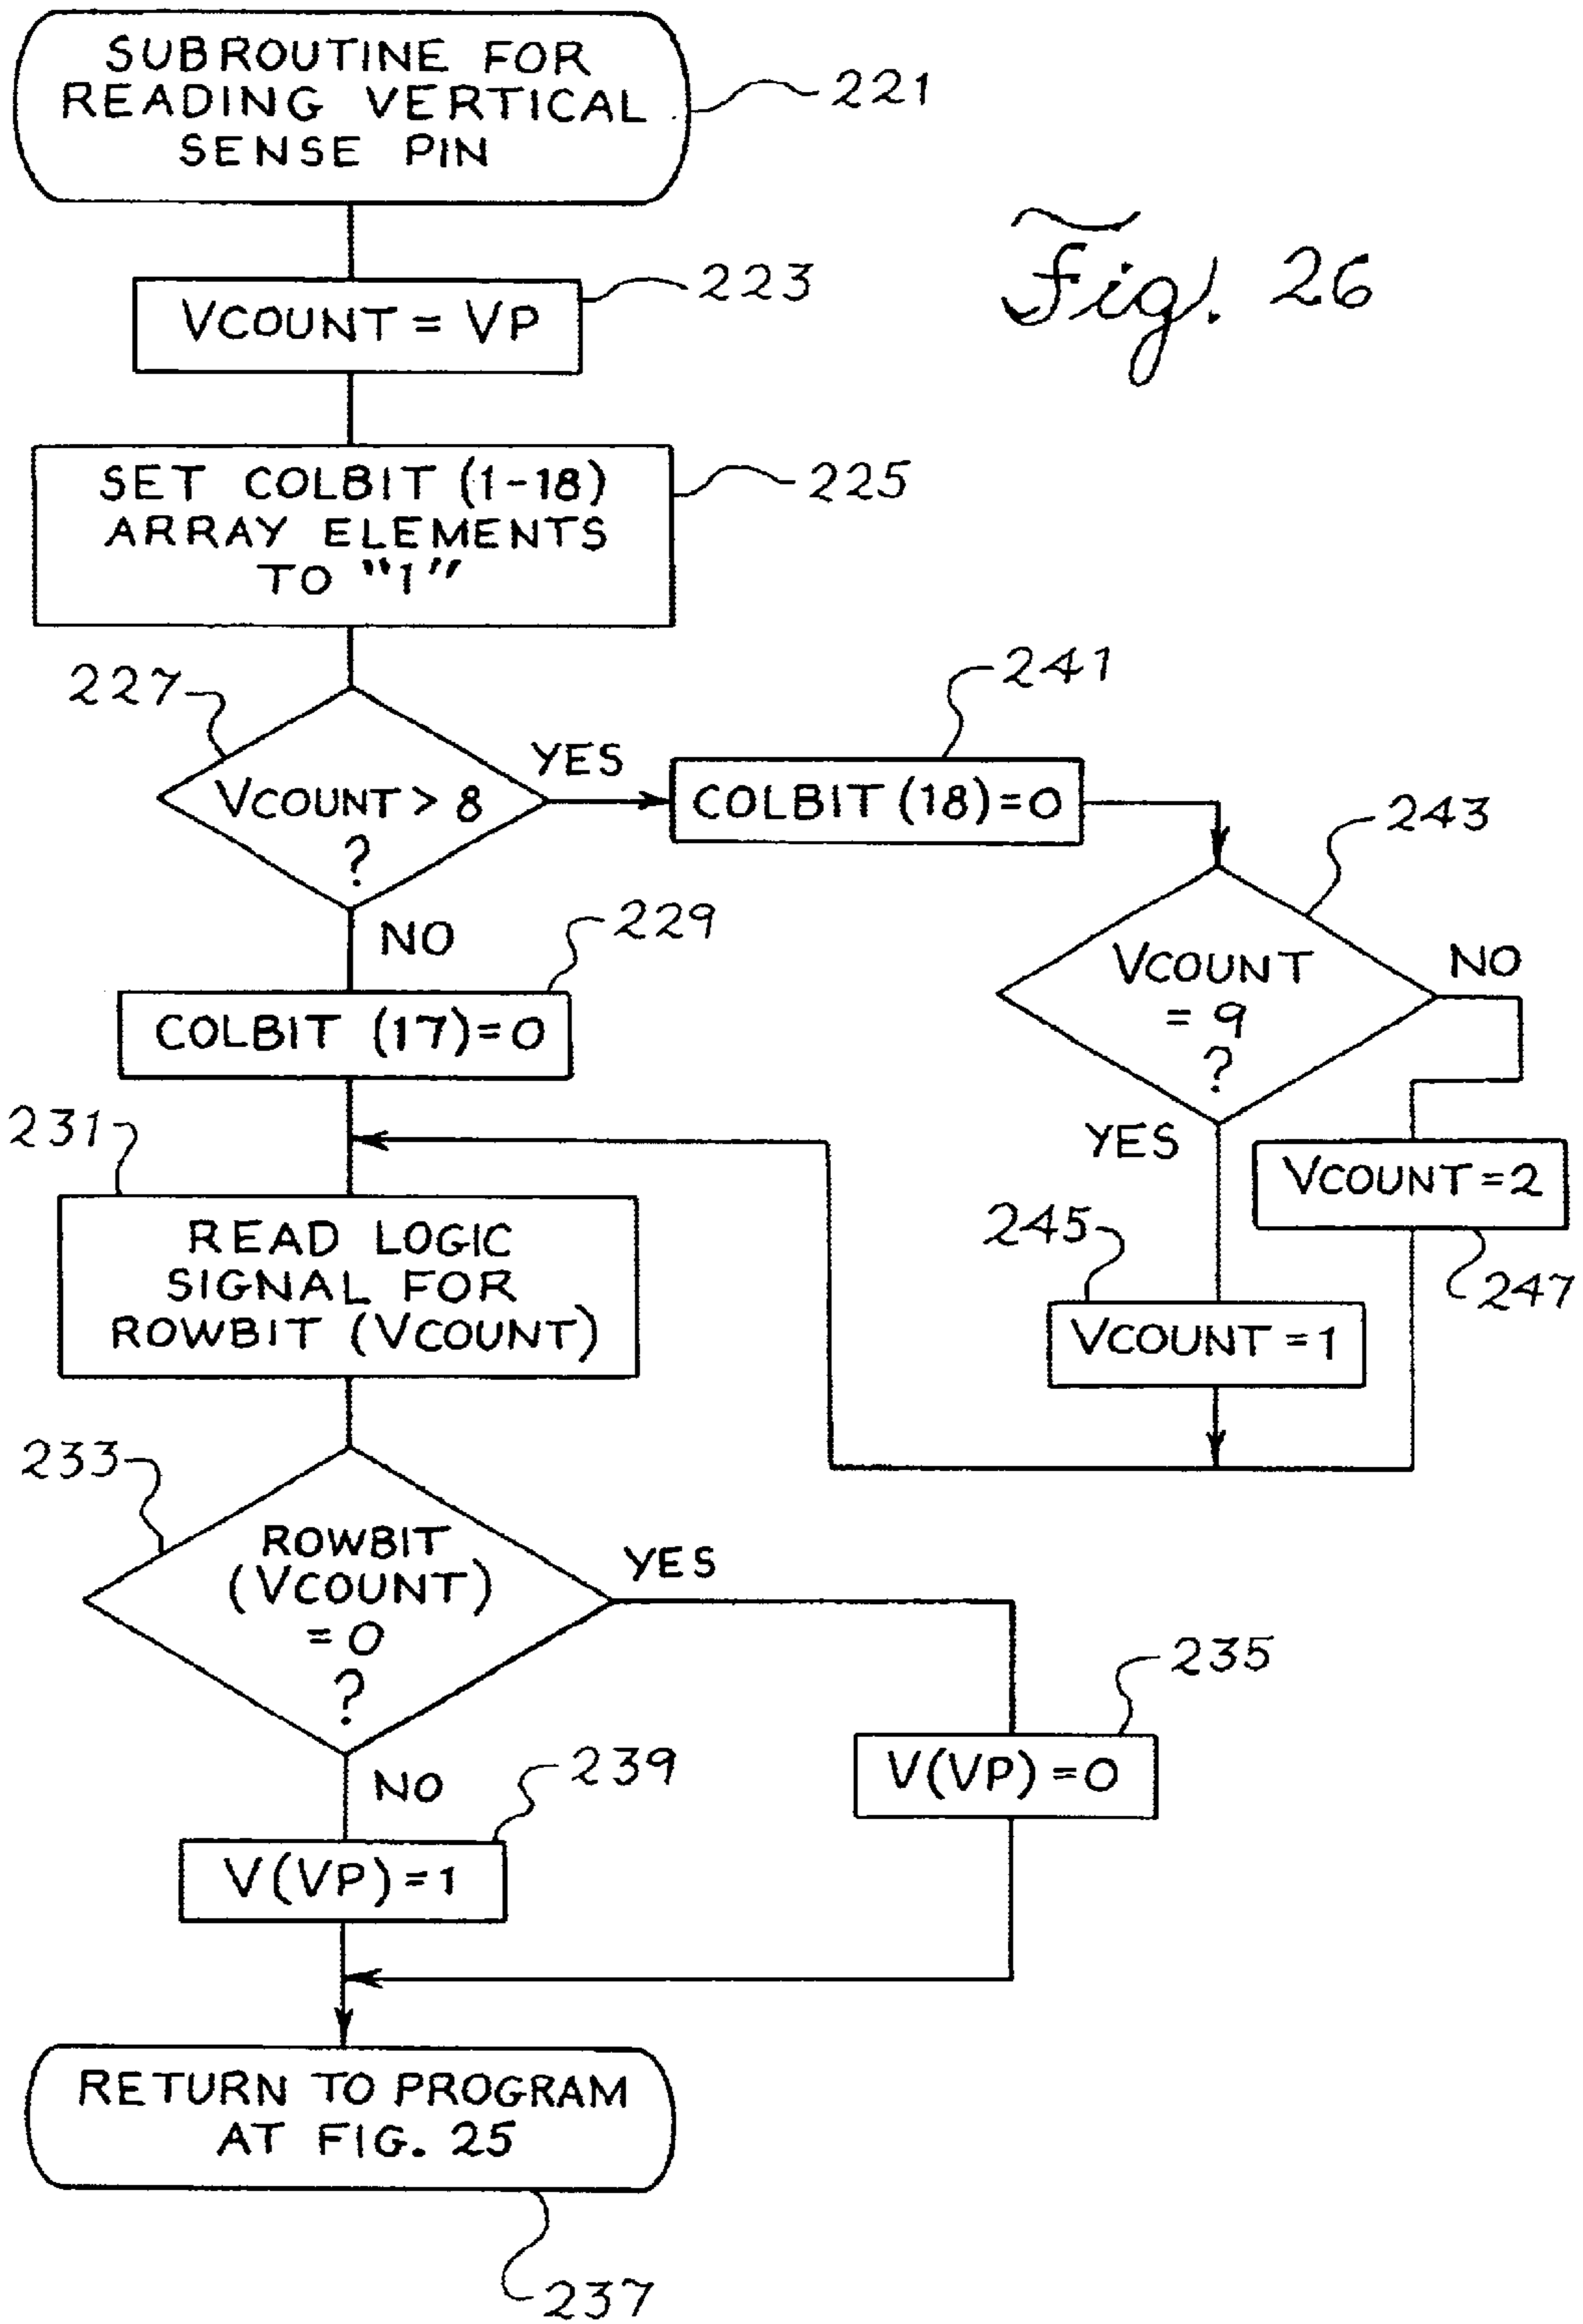 SUBROUTINE FOR
READING VERTICAL
SENSE PIN
221
Fig. 26
223
VCOUNT = VP
225
SET COLBIT (1-18)
ARRAY ELEMENTS
TO "1"
227
241
VCOUNT > 8
?
YES
COLBIT (18) = 0
243
NO
229
VCOUNT
= 9
?
NO
COLBIT (17) = 0
231
YES
VCOUNT = 2
247
245
VCOUNT = 1
READ LOGIC
SIGNAL FOR
ROWBIT (VCOUNT)
233
ROWBIT
(VCOUNT)
= 0
?
YES
235
V(VP) = 0
NO
239
V(VP) = 1
RETURN TO PROGRAM
AT FIG. 25
237